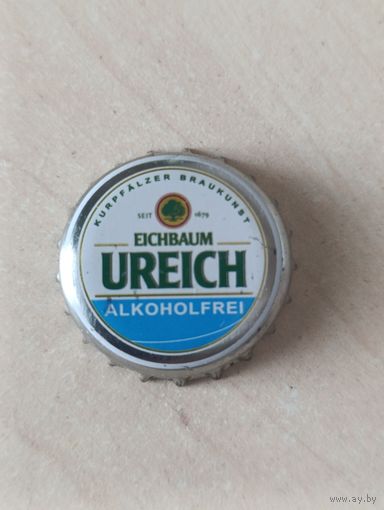 KURPFÄLZER BRAUKUNST
SEIT 1679
EICHBAUM
UREICH
ALKOHOLFREI
www.ay.by